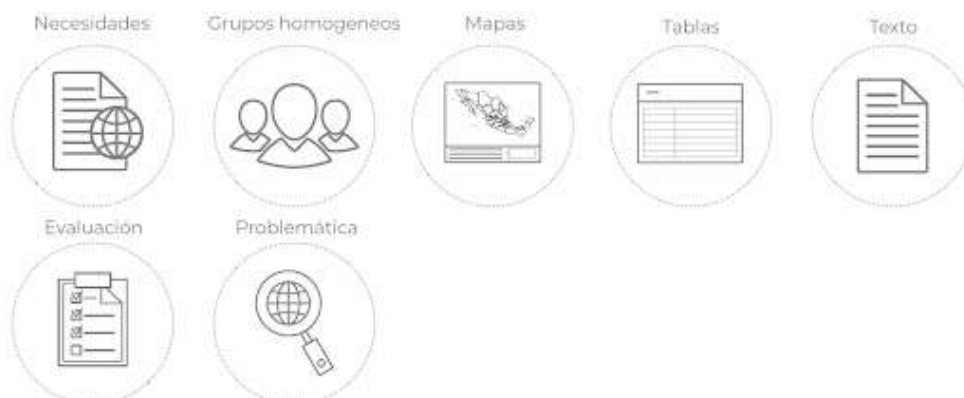 Necesidades
Grupos homogeneos
Mapas
Tablas
Texto
Evaluación
Problemática